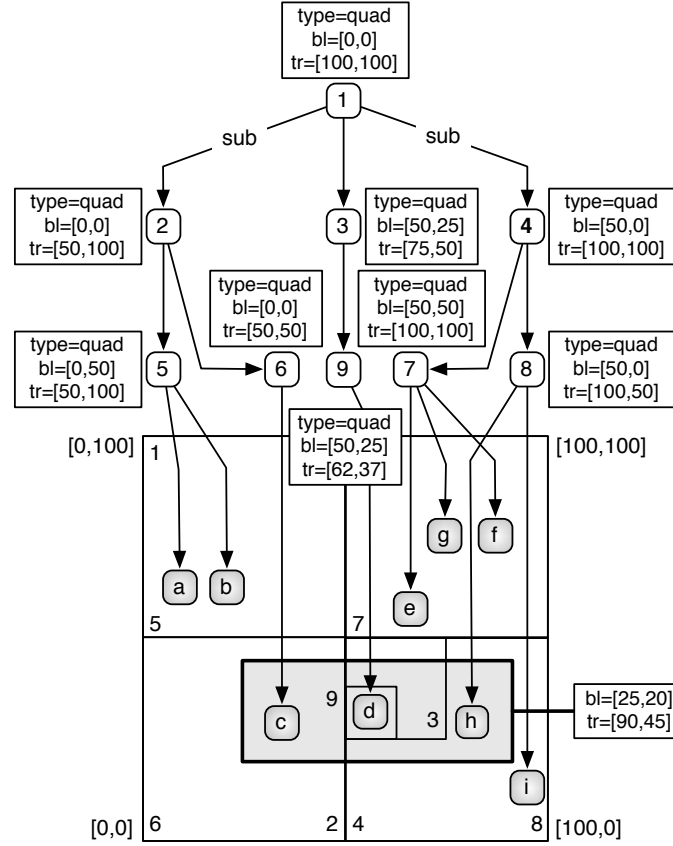 type=quad
bl=[0,0]
tr=[100,100]
1
sub
sub
type=quad
bl=[0,0]
tr=[50,100]
2
3
type=quad
bl=[50,25]
tr=[75,50]
4
type=quad
bl=[50,0]
tr=[100,100]
type=quad
bl=[0,0]
tr=[50,50]
type=quad
bl=[50,50]
tr=[100,100]
type=quad
bl=[0,50]
tr=[50,100]
5
6
9
7
8
type=quad
bl=[50,0]
tr=[100,50]
type=quad
bl=[50,25]
tr=[62,37]
[0,100]
1
[100,100]
g
f
a
b
e
5
7
c
9
d
3
h
bl=[25,20]
tr=[90,45]
i
[0,0]
6
2
4
8
[100,0]